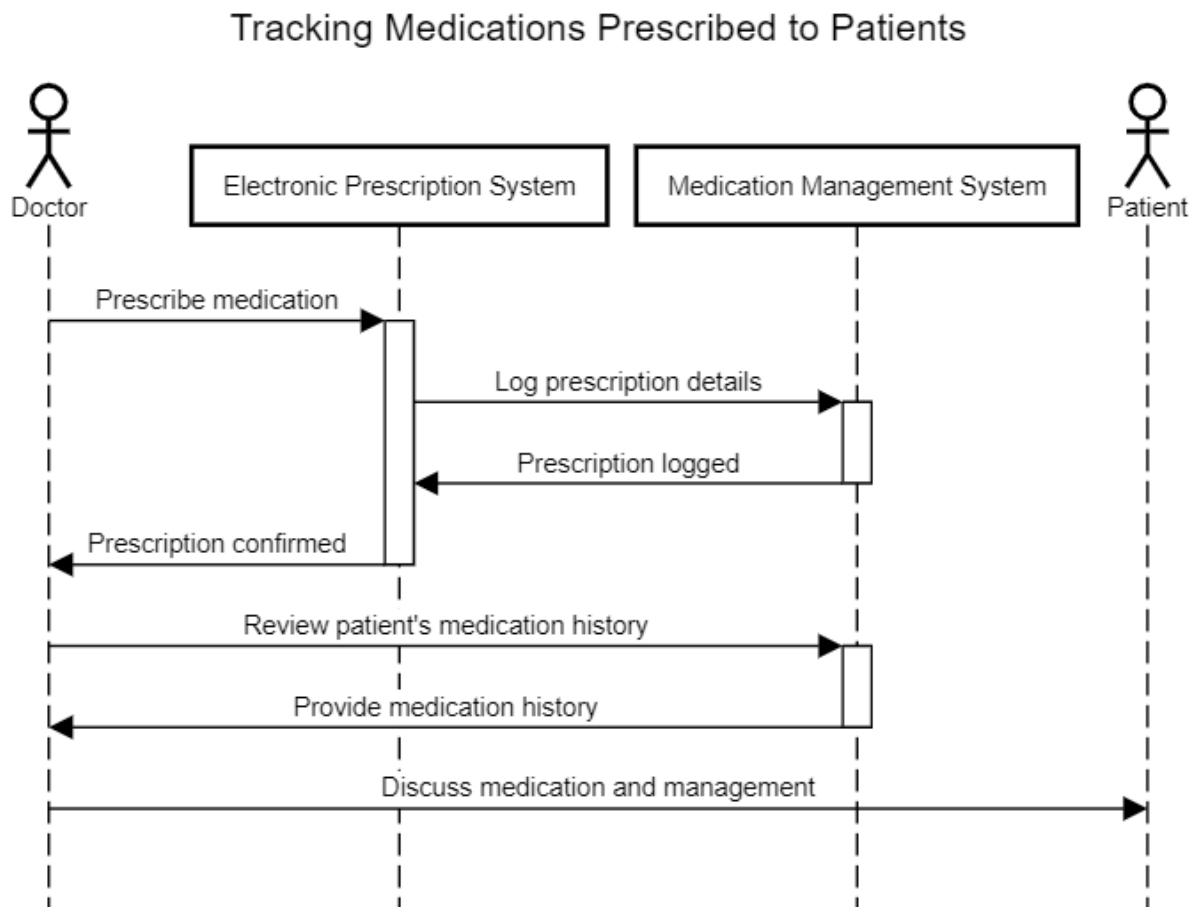 Tracking Medications Prescribed to Patients
Doctor
Electronic Prescription System
Medication Management System
Patient
Prescribe medication
Log prescription details
Prescription logged
Prescription confirmed
Review patient's medication history
Provide medication history
Discuss medication and management